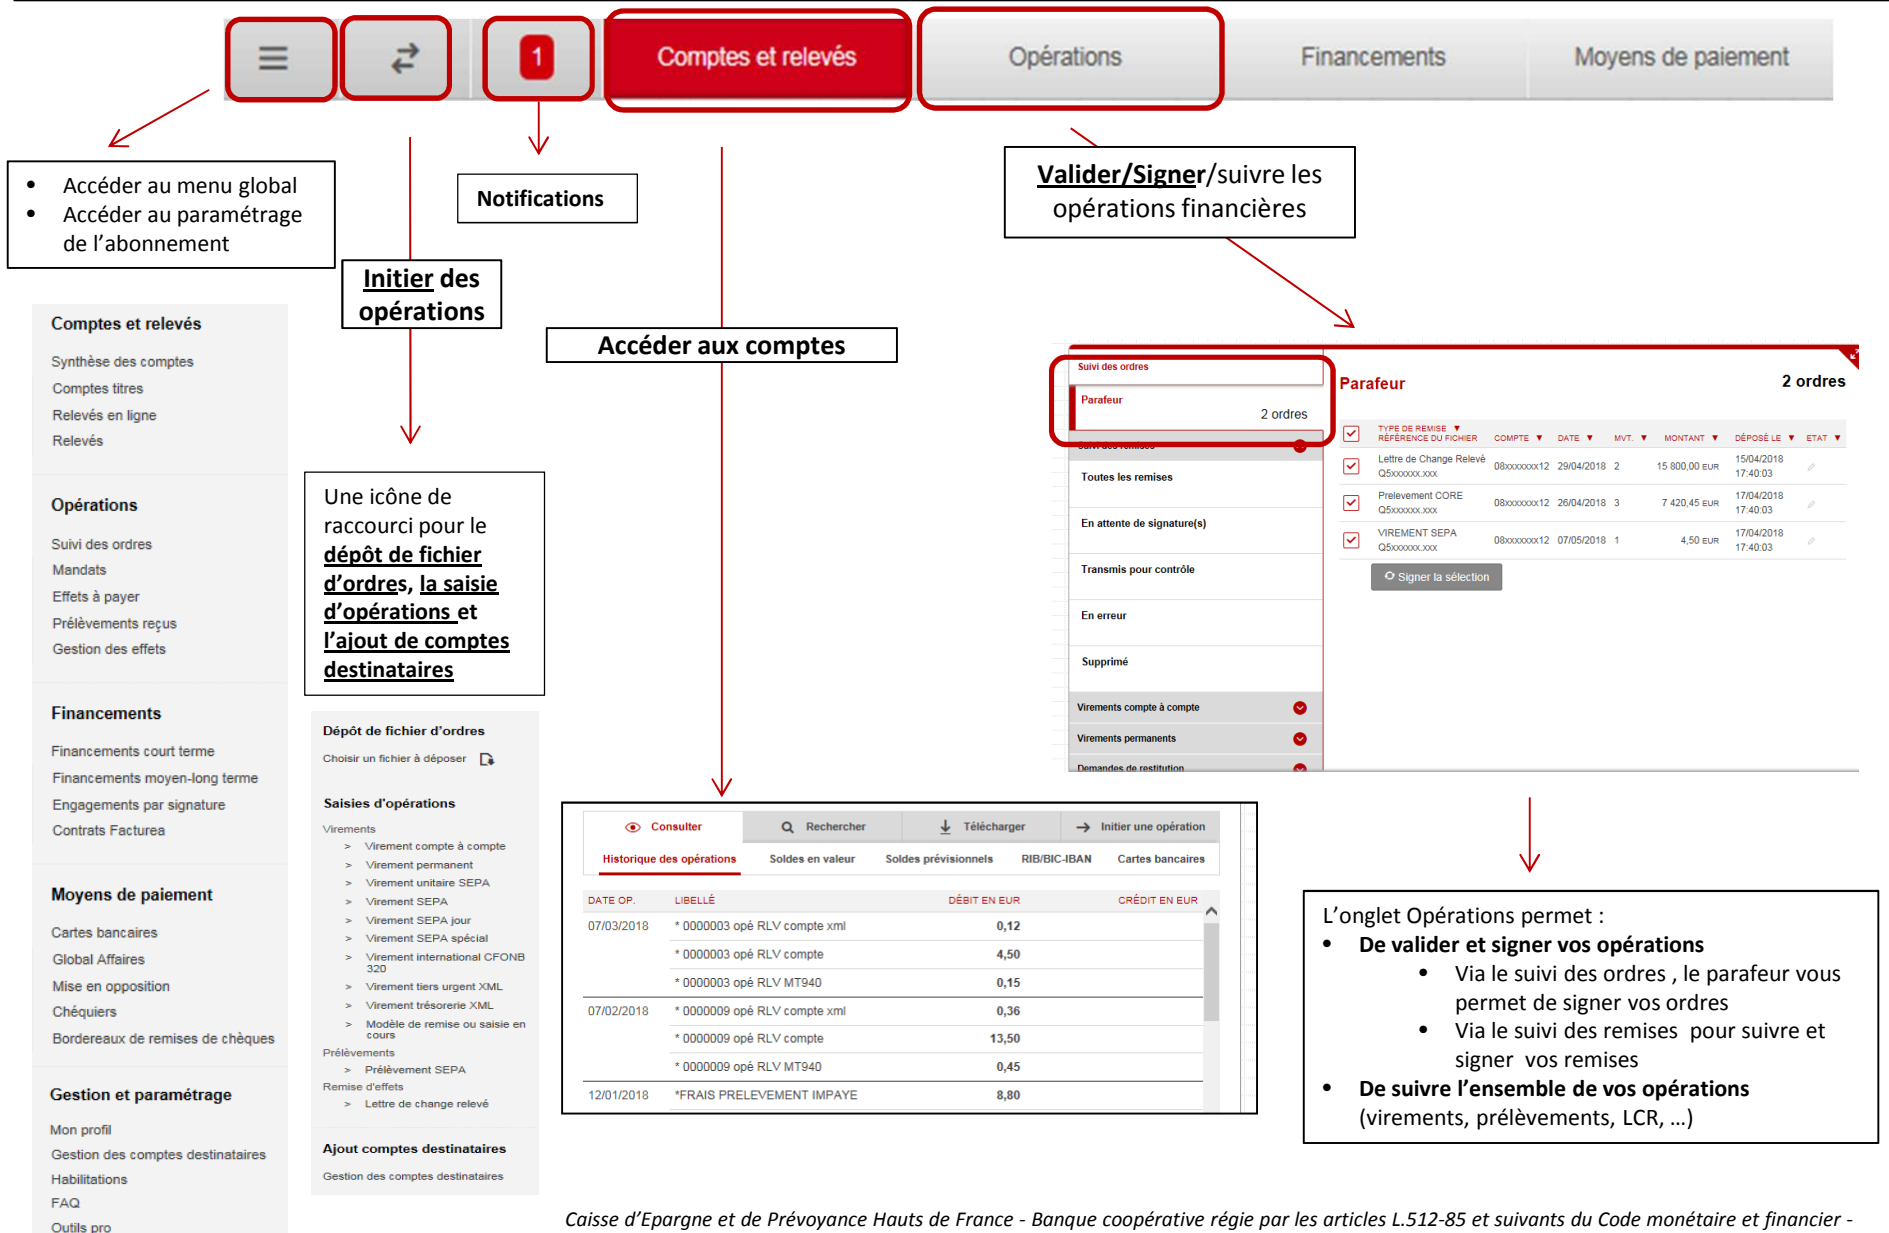 1
Comptes et relevés
Opérations
Financements
Moyens de paiement
• Accéder au menu global
• Accéder au paramétrage
de l’abonnement
Notifications
Initier des
opérations
Accéder aux comptes
Valider/Signer/suivre les
opérations financières
Comptes et relevés
Synthèse des comptes
Comptes titres
Relevés en ligne
Relevés
Opérations
Suivi des ordres
Mandats
Effets à payer
Prélèvements reçus
Gestion des effets
Financements
Financements court terme
Financements moyen-long terme
Engagements par signature
Contrats Facturea
Moyens de paiement
Cartes bancaires
Global Affaires
Mise en opposition
Chéquiers
Bordereaux de remises de chèques
Gestion et paramétrage
Mon profil
Gestion des comptes destinataires
Habilitations
FAQ
Outils pro
Une icône de
raccourci pour le
dépôt de fichier
d’ordres, la saisie
d’opérations et
l’ajout de comptes
destinataires
Dépôt de fichier d’ordres
Choisir un fichier à déposer
Saisies d'opérations
Virements
> Virement compte à compte
> Virement permanent
> Virement unitaire SEPA
> Virement SEPA
> Virement SEPA jour
> Virement SEPA spécial
> Virement international CFONB
320
> Virement tiers urgent XML
> Virement trésorerie XML
> Modèle de remise ou saisie en
cours
Prélèvements
> Prélèvement SEPA
Remise d'effets
> Lettre de change relevé
Ajout comptes destinataires
Gestion des comptes destinataires
Consulter Rechercher Télécharger Initier une opération
Historique des opérations Soldes en valeur Soldes prévisionnels RIB/BIC-IBAN Cartes bancaires
DATE OP. LIBELLÉ DÉBIT EN EUR CRÉDIT EN EUR
07/03/2018 * 0000003 opé RLV compte xml 0,12
* 0000003 opé RLV compte 4,50
* 0000003 opé RLV MT940 0,15
07/02/2018 * 0000009 opé RLV compte xml 0,36
* 0000009 opé RLV compte 13,50
* 0000009 opé RLV MT940 0,45
12/01/2018 *FRAIS PRELEVEMENT IMPAYE 8,80
Suivi des ordres
Parafeur
2 ordres
Suivi des remises
Toutes les remises
En attente de signature(s)
Transmis pour contrôle
En erreur
Supprimé
Virements compte à compte
Virements permanents
Demandes de restitution
Parafeur 2 ordres
TYPE DE REMISE ▼
RÉFÉRENCE DU FICHIER COMPTE ▼ DATE ▼ MVT. ▼ MONTANT ▼ DÉPOSÉ LE ▼ ETAT ▼
Lettre de Change Relevé 15/04/2018
Q5xxxxxx.xxx 08xxxxxxx12 29/04/2018 2 15 800,00 EUR 17:40:03
Prelevement CORE 17/04/2018
Q5xxxxxx.xxx 08xxxxxxx12 26/04/2018 3 7 420,45 EUR 17:40:03
VIREMENT SEPA 17/04/2018
Q5xxxxxx.xxx 08xxxxxxx12 07/05/2018 1 4,50 EUR 17:40:03
Signer la sélection
L’onglet Opérations permet :
• De valider et signer vos opérations
• Via le suivi des ordres , le parafeur vous
permet de signer vos ordres
• Via le suivi des remises pour suivre et
signer vos remises
• De suivre l’ensemble de vos opérations
(virements, prélèvements, LCR, …)
Caisse d’Epargne et de Prévoyance Hauts de France - Banque coopérative régie par les articles L.512-85 et suivants du Code monétaire et financier -